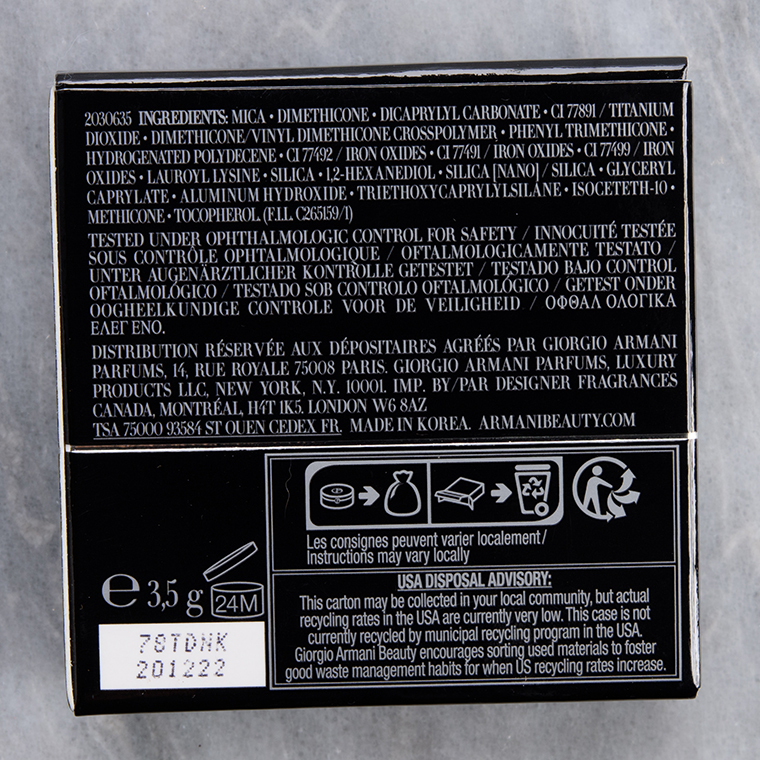 2030635 INGREDIENTS: MICA • DIMETHICONE • DICAPRYLYL CARBONATE • CI 77891 / TITANIUM
DIOXIDE • DIMETHICONE/VINYL DIMETHICONE CROSSPOLYMER • PHENYL TRIMETHICONE •
HYDROGENATED POLYDECENE • CI 77492 / IRON OXIDES • CI 77491 / IRON OXIDES • CI 77499 / IRON
OXIDES • LAUROYL LYSINE • SILICA • 1,2-HEXANEDIOL • SILICA [NANO] / SILICA • GLYCERYL
CAPRYLATE • ALUMINUM HYDROXIDE • TRIETHOXYCAPRYLYLSILANE • ISOCETETH-10 •
METHICONE • TOCOPHEROL. (F.I.L. C265159/1)
TESTED UNDER OPHTHALMOLOGIC CONTROL FOR SAFETY / INNOCUITÉ TESTÉE
SOUS CONTRÔLE OPHTALMOLOGIQUE / OFTALMOLOGICAMENTE TESTATO /
UNTER AUGENÄRZTLICHER KONTROLLE GETESTET / TESTADO BAJO CONTROL
OFTALMOLÓGICO / TESTADO SOB CONTROLO OFTALMOLÓGICO / GETEST ONDER
OOGHEELKUNDIGE CONTROLE VOOR DE VEILIGHEID / ΟΦΘΑΛ ΟΛΟΓΙΚΑ
ΕΛΕΓ ΕΝΟ.
DISTRIBUTION RÉSERVÉE AUX DÉPOSITAIRES AGRÉÉS PAR GIORGIO ARMANI
PARFUMS, 14, RUE ROYALE 75008 PARIS. GIORGIO ARMANI PARFUMS, LUXURY
PRODUCTS LLC, NEW YORK, N.Y. 10001. IMP. BY/PAR DESIGNER FRAGRANCES
CANADA, MONTRÉAL, H4T 1K5. LONDON W6 8AZ
TSA 75000 93584 ST OUEN CEDEX FR. MADE IN KOREA. ARMANIBEAUTY.COM
Les consignes peuvent varier localement/
Instructions may vary locally
℮ 3,5 g 24M
78TDNK
201222
USA DISPOSAL ADVISORY:
This carton may be collected in your local community, but actual
recycling rates in the USA are currently very low. This case is not
currently recycled by municipal recycling program in the USA.
Giorgio Armani Beauty encourages sorting used materials to foster
good waste management habits for when US recycling rates increase.